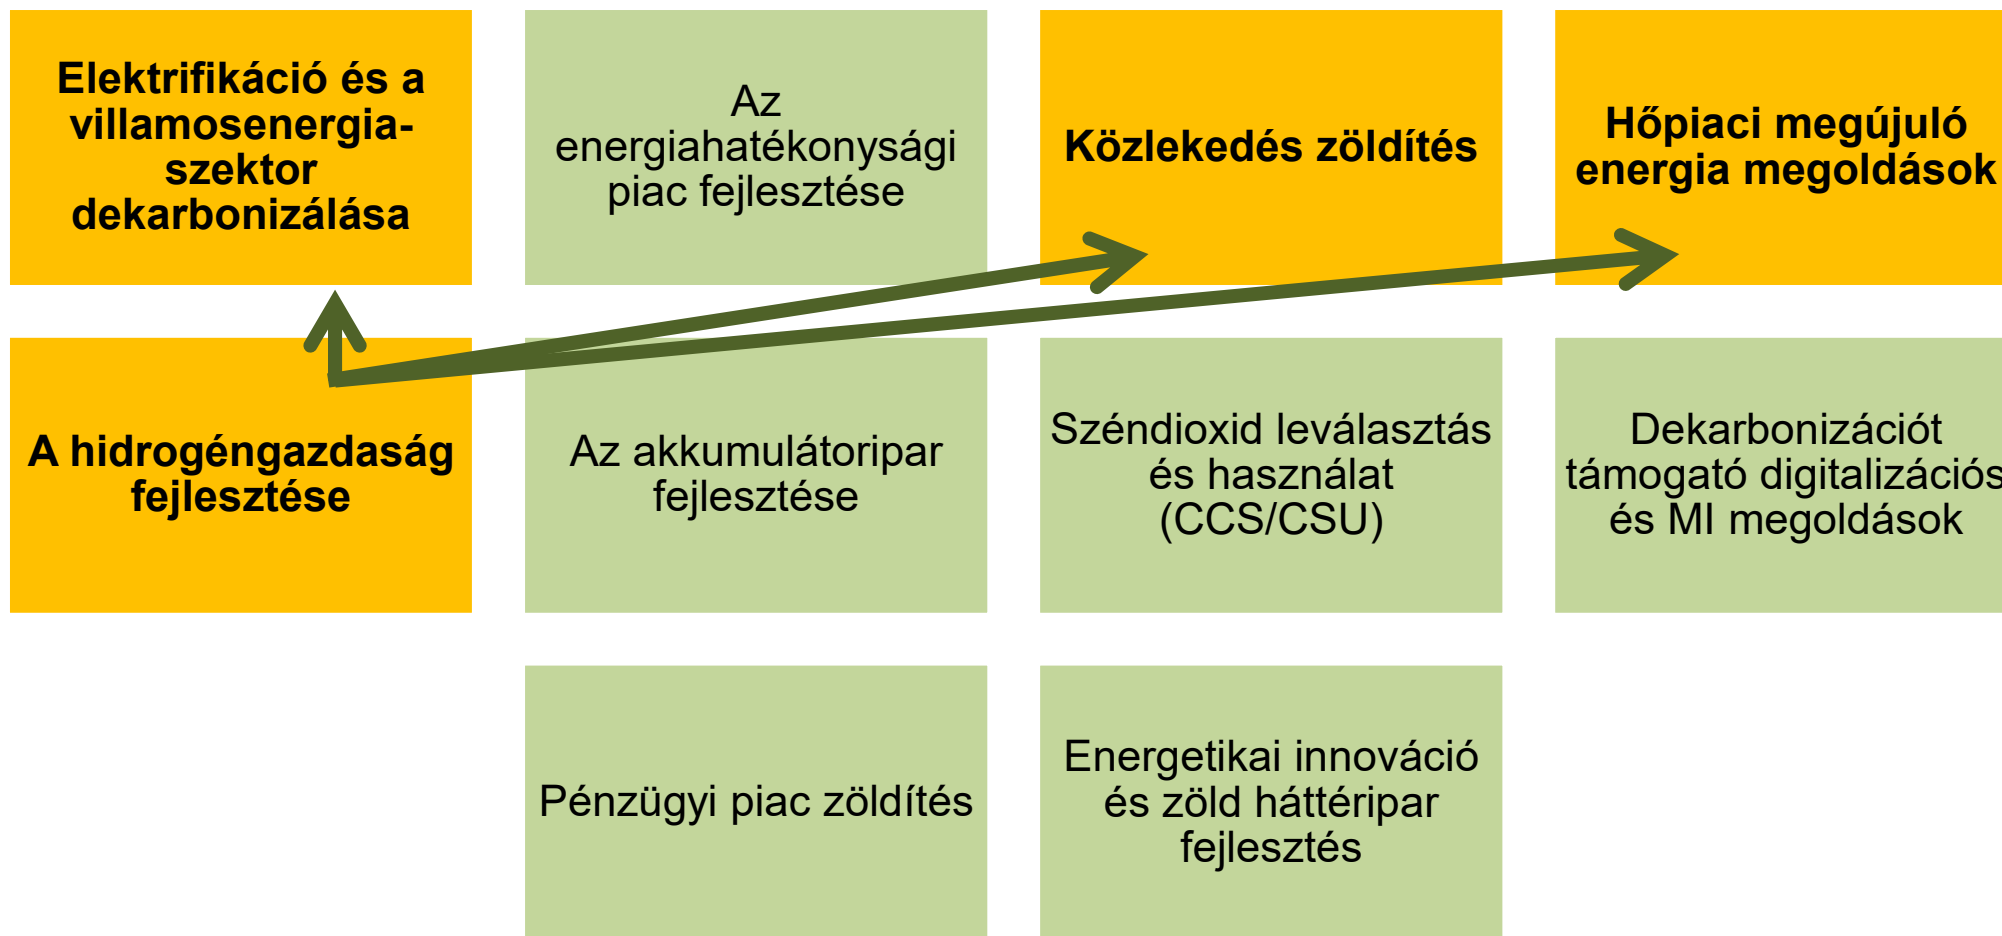 Elektrifikáció és a
villamosenergia-
szektor
dekarbonizálása
Az
energiahatékonysági
piac fejlesztése
Közlekedés zöldítés
Hőpiaci megújuló
energia megoldások
A hidrogéngazdaság
fejlesztése
Az akkumulátoripar
fejlesztése
Széndioxid leválasztás
és használat
(CCS/CSU)
Dekarbonizációt
támogató digitalizációs
és MI megoldások
Pénzügyi piac zöldítés
Energetikai innováció
és zöld háttéripar
fejlesztés